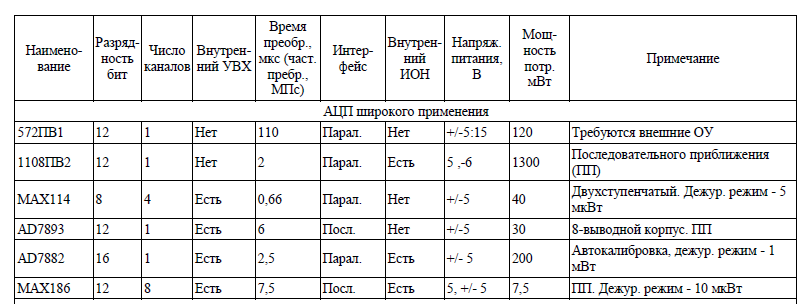 Наимено-
вание
Разряд-
ность
бит
Число
каналов
Внутрен-
ний УВХ
Время
преобр.,
мкс (част.
пребр.,
МПс)
Интер-
фейс
Внутрен-
ний
ИОН
Напряж.
питания,
В
Мощ-
ность
потр.
мВт
Примечание
АЦП широкого применения
572ПВ1 12 1 Нет 110 Парал. Нет +/-5:15 120 Требуются внешние ОУ
1108ПВ2 12 1 Нет 2 Парал. Есть 5 ,-6 1300 Последовательного приближения
(ПП)
MAX114 8 4 Есть 0,66 Парал. Нет +/-5 40 Двухступенчатый. Дежур. режим - 5
мкВт
AD7893 12 1 Есть 6 Посл. Нет +/-5 30 8-выводной корпус. ПП
AD7882 16 1 Есть 2,5 Парал. Есть +/- 5 200 Автокалибровка, дежур. режим - 1
мВт
MAX186 12 8 Есть 7,5 Посл. Есть 5, +/- 5 7,5 ПП. Дежур. режим - 10 мкВт